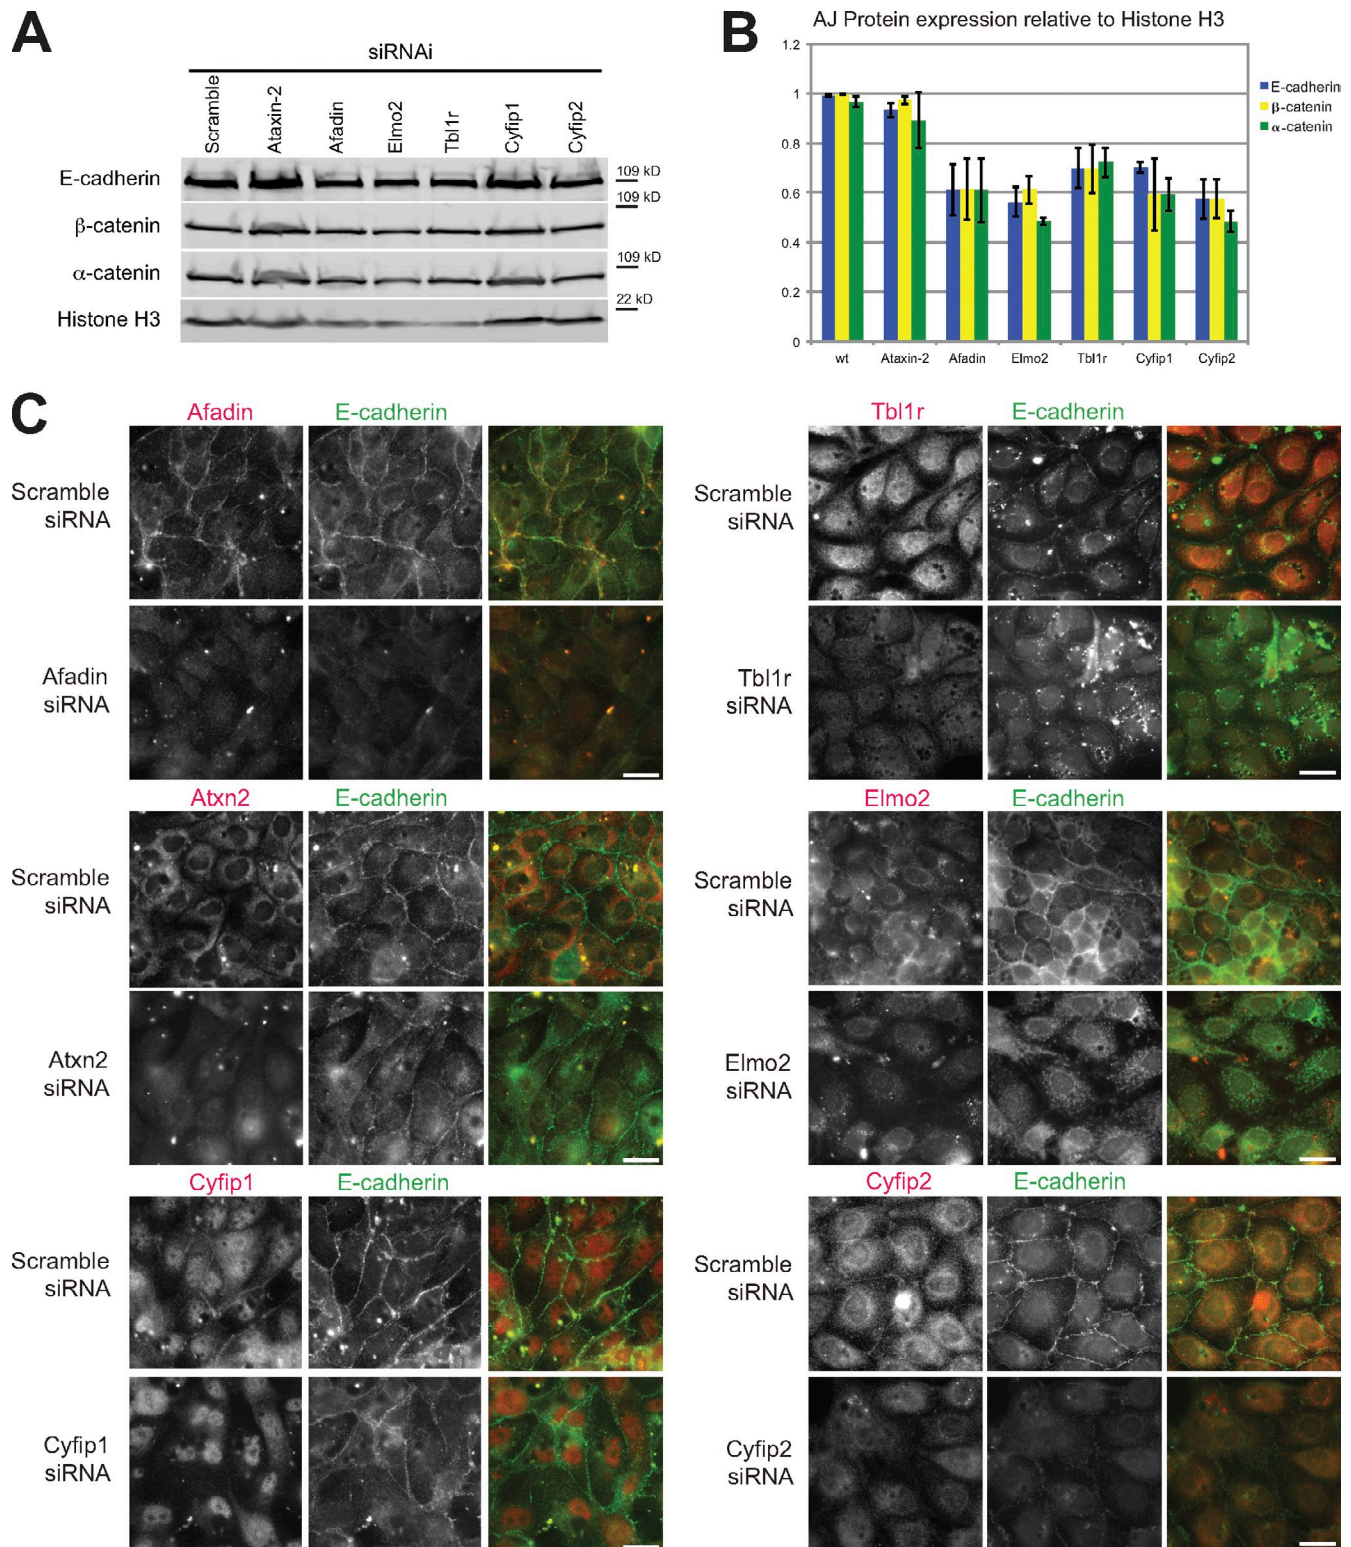 A
siRNAi
Scramble
Ataxin-2
Afadin
Elmo2
Tbl1r
Cyfip1
Cyfip2
E-cadherin
109 kD
109 kD
β-catenin
α-catenin
109 kD
Histone H3
22 kD
B
AJ Protein expression relative to Histone H3
1.2
1
0.8
0.6
0.4
0.2
0
wt
Ataxin-2
Afadin
Elmo2
Tbl1r
Cyfip1
Cyfip2
E-cadherin
β-catenin
α-catenin
C
Afadin
E-cadherin
Scramble
siRNA
Afadin
siRNA
Tbl1r
E-cadherin
Scramble
siRNA
Tbl1r
siRNA
Atxn2
E-cadherin
Scramble
siRNA
Atxn2
siRNA
Elmo2
E-cadherin
Scramble
siRNA
Elmo2
siRNA
Cyfip1
E-cadherin
Scramble
siRNA
Cyfip1
siRNA
Cyfip2
E-cadherin
Scramble
siRNA
Cyfip2
siRNA